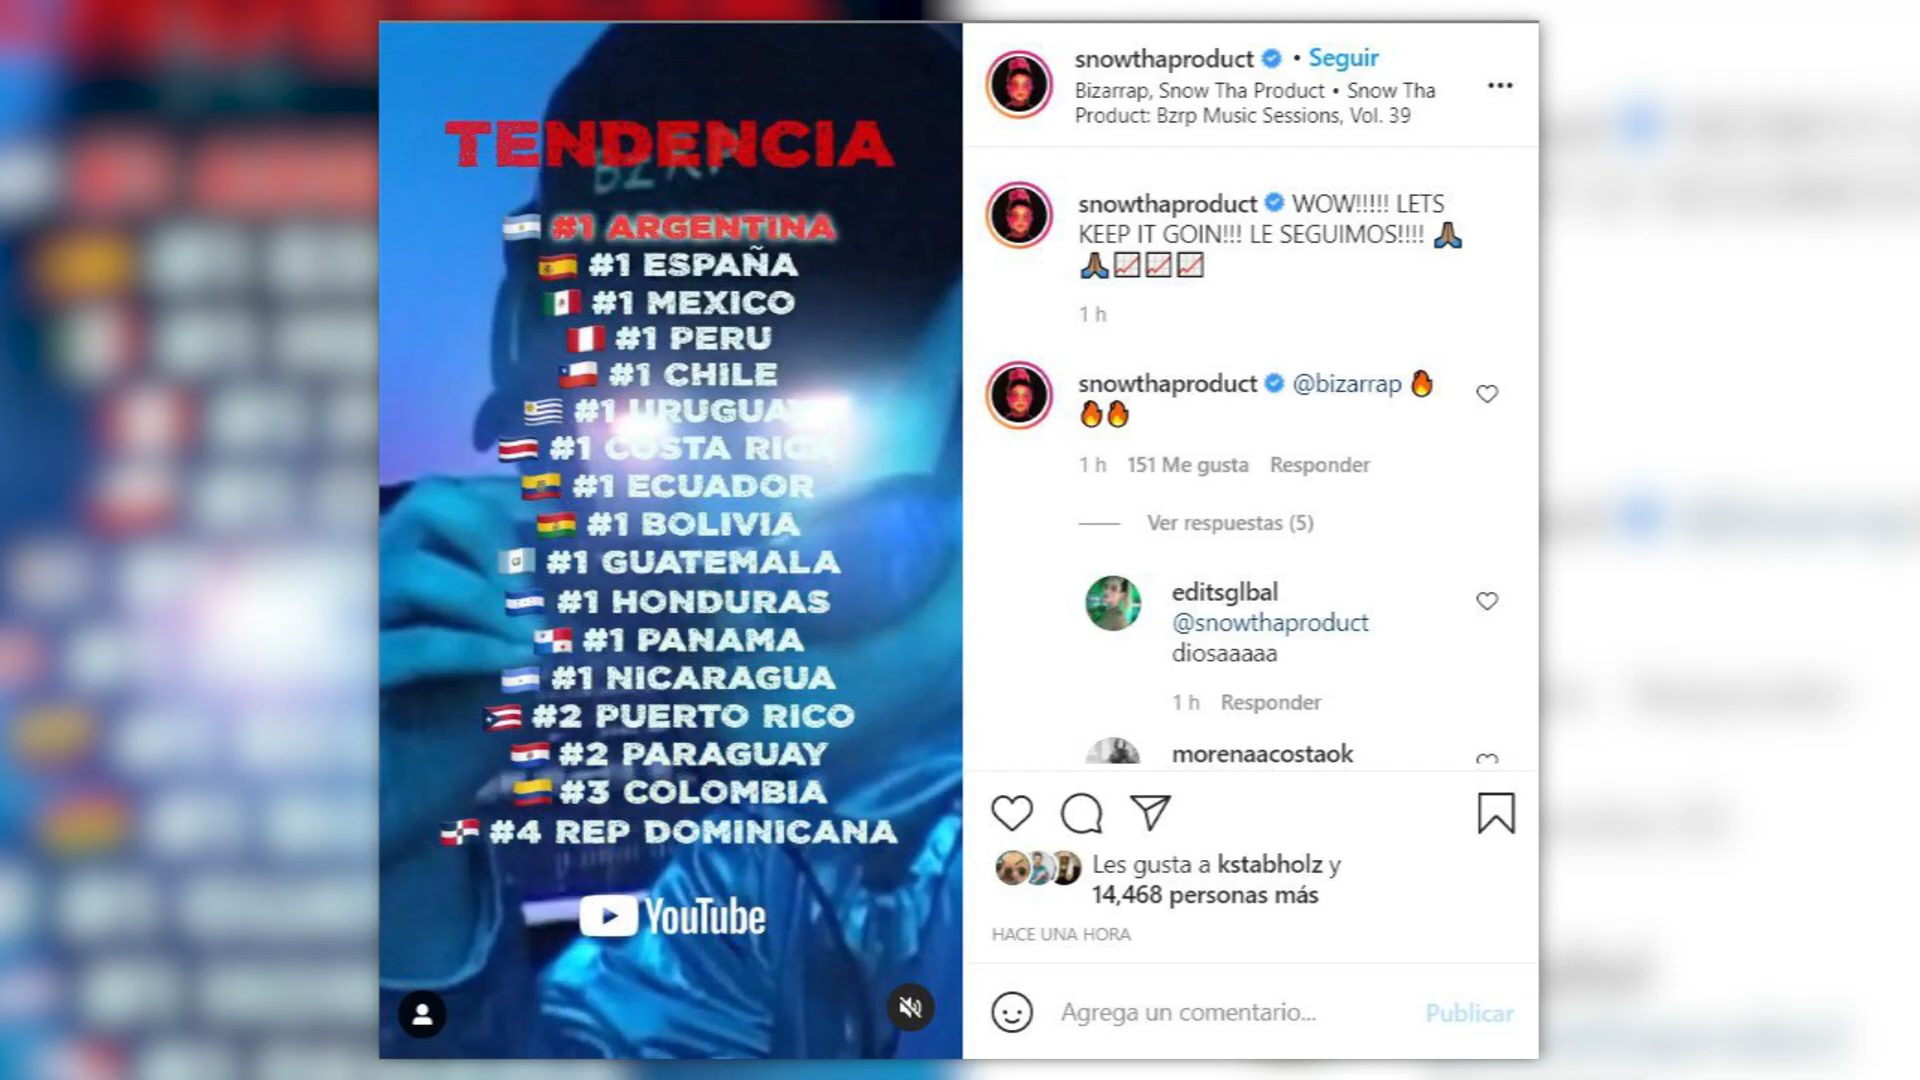 TENDENCIA
BZRP
#1 ARGENTINA
#1 ESPAÑA
#1 MEXICO
#1 PERU
#1 CHILE
#1 URUGUAY
#1 COSTA RICA
#1 ECUADOR
#1 BOLIVIA
#1 GUATEMALA
#1 HONDURAS
#1 PANAMA
#1 NICARAGUA
#2 PUERTO RICO
#2 PARAGUAY
#3 COLOMBIA
#4 REP DOMINICANA
YouTube
snowthaproduct • Seguir
Bizarrap, Snow Tha Product • Snow Tha
Product: Bzrp Music Sessions, Vol. 39
snowthaproduct WOW!!!!! LETS
KEEP IT GOIN!!! LE SEGUIMOS!!!! 🙏🏽
🙏🏽📈📈📈
1 h
snowthaproduct @bizarrap 🔥
🔥🔥
1 h 151 Me gusta Responder
Ver respuestas (5)
editsglbal
@snowthaproduct
diosaaaaa
1 h Responder
morenaacostaok
Les gusta a kstabholz y
14,468 personas más
HACE UNA HORA
Agrega un comentario... Publicar